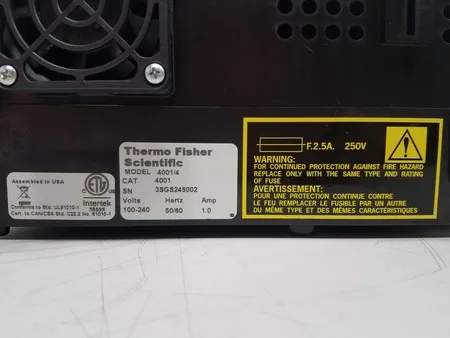 Assembled in USA
Intertek
Conforms to Std. UL61010-1
Cert. to CAN/CSA Std. C22.2 No. 61010-1
Thermo Fisher
Scientific
MODEL 4001/4
CAT 4001
SN 3SGS245002
Volts Hertz Amp
100-240 50/60 1.0
F.2.5A. 250V
WARNING:
FOR CONTINUED PROTECTION AGAINST FIRE HAZARD
REPLACE ONLY WITH THE SAME TYPE AND RATING
OF FUSE
AVERTISSEMENT:
POUR UNE PROTECTION CONTINUE CONTRE
LE FEU REMPLACER LE FUSIBLE PAR UN AUTRE
DU MÊME TYPE ET DES MÊMES PARAMÈTRES